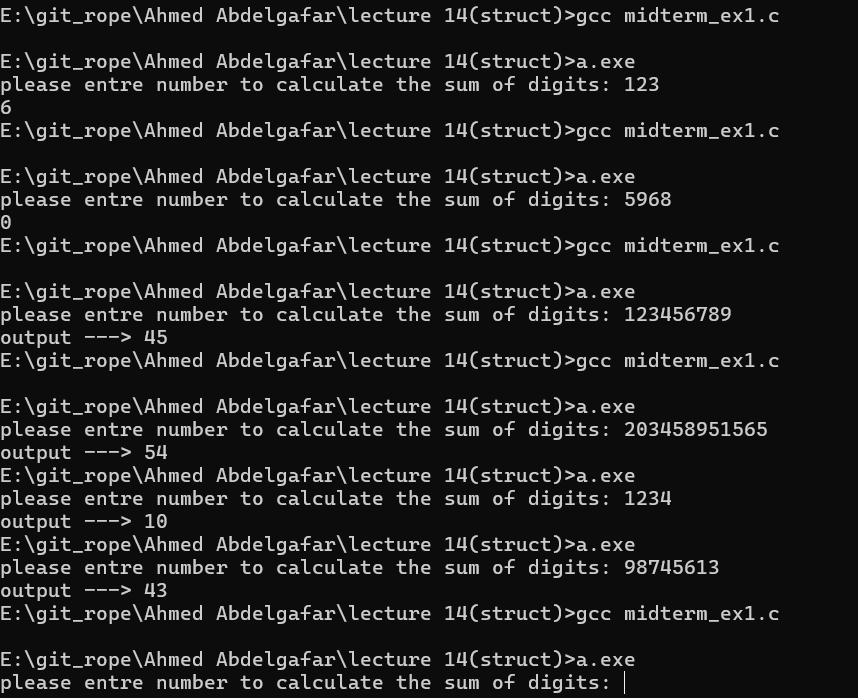 E:\git_rope\Ahmed Abdelgafar\lecture 14(struct)>gcc midterm_ex1.c
E:\git_rope\Ahmed Abdelgafar\lecture 14(struct)>a.exe
please entre number to calculate the sum of digits: 123
6
E:\git_rope\Ahmed Abdelgafar\lecture 14(struct)>gcc midterm_ex1.c
E:\git_rope\Ahmed Abdelgafar\lecture 14(struct)>a.exe
please entre number to calculate the sum of digits: 5968
0
E:\git_rope\Ahmed Abdelgafar\lecture 14(struct)>gcc midterm_ex1.c
E:\git_rope\Ahmed Abdelgafar\lecture 14(struct)>a.exe
please entre number to calculate the sum of digits: 123456789
output ---> 45
E:\git_rope\Ahmed Abdelgafar\lecture 14(struct)>gcc midterm_ex1.c
E:\git_rope\Ahmed Abdelgafar\lecture 14(struct)>a.exe
please entre number to calculate the sum of digits: 203458951565
output ---> 54
E:\git_rope\Ahmed Abdelgafar\lecture 14(struct)>a.exe
please entre number to calculate the sum of digits: 1234
output ---> 10
E:\git_rope\Ahmed Abdelgafar\lecture 14(struct)>a.exe
please entre number to calculate the sum of digits: 98745613
output ---> 43
E:\git_rope\Ahmed Abdelgafar\lecture 14(struct)>gcc midterm_ex1.c
E:\git_rope\Ahmed Abdelgafar\lecture 14(struct)>a.exe
please entre number to calculate the sum of digits: